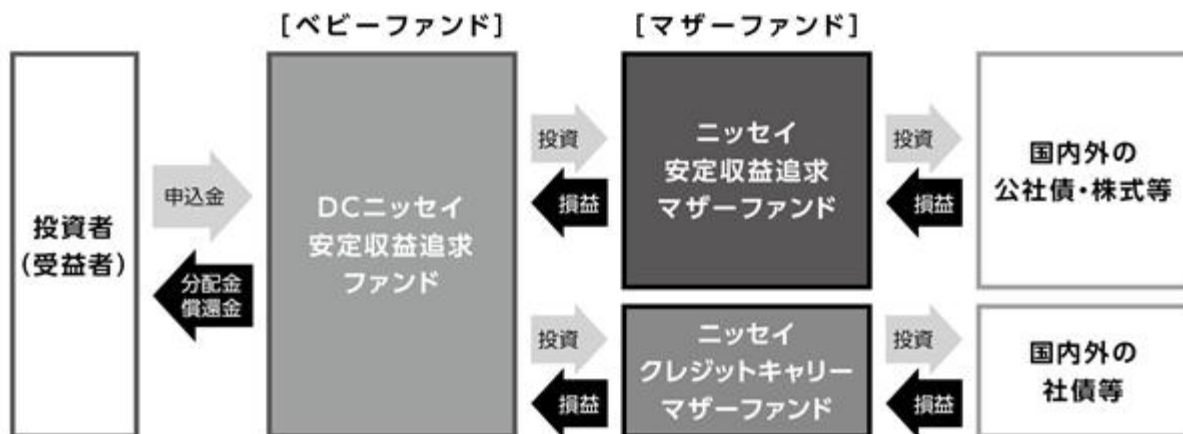 [ベビーファンド]
[マザーファンド]
投資者
(受益者)
申込金
分配金
償還金
DCニッセイ
安定収益追求
ファンド
投資
損益
ニッセイ
安定収益追求
マザーファンド
投資
損益
国内外の
公社債・株式等
投資
損益
ニッセイ
クレジットキャリー
マザーファンド
投資
損益
国内外の
社債等